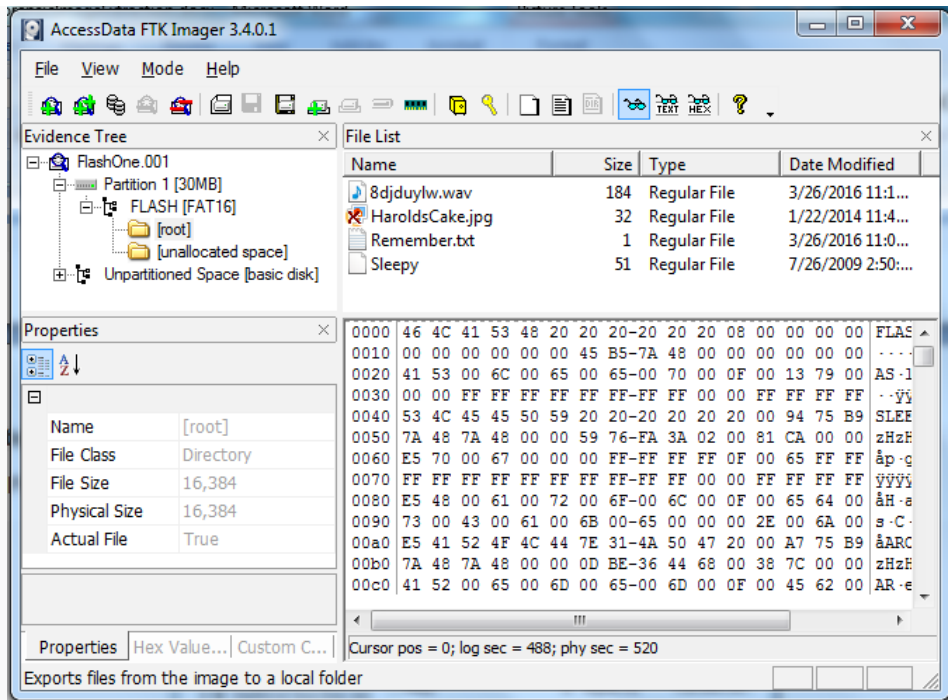 AccessData FTK Imager 3.4.0.1
File View Mode Help
Evidence Tree
FlashOne.001
Partition 1 [30MB]
FLASH [FAT16]
[root]
[unallocated space]
Unpartitioned Space [basic disk]
File List
Name Size Type Date Modified
8djduylw.wav 184 Regular File 3/26/2016 11:1...
HaroldsCake.jpg 32 Regular File 1/22/2014 11:4...
Remember.txt 1 Regular File 3/26/2016 11:0...
Sleepy 51 Regular File 7/26/2009 2:50:...
Properties
Name [root]
File Class Directory
File Size 16,384
Physical Size 16,384
Actual File True
Properties Hex Value... Custom C...
0000 46 4C 41 53 48 20 20 20-20 20 20 08 00 00 00 00 FLAS
0010 00 00 00 00 00 00 45 B5-7A 48 00 00 00 00 00 00 ····
0020 41 53 00 6C 00 65 00 65-00 70 00 0F 00 13 79 00 AS·l
0030 00 00 FF FF FF FF FF FF-FF FF 00 00 FF FF FF FF ··ÿÿ
0040 53 4C 45 45 50 59 20 20-20 20 20 20 00 94 75 B9 SLEE
0050 7A 48 7A 48 00 00 59 76-FA 3A 02 00 81 CA 00 00 zHzH
0060 E5 70 00 67 00 00 00 FF-FF FF FF 0F 00 65 FF FF åp·g
0070 FF FF FF FF FF FF FF FF-FF FF 00 00 FF FF FF FF ÿÿÿÿ
0080 E5 48 00 61 00 72 00 6F-00 6C 00 0F 00 65 64 00 åH·a
0090 73 00 43 00 61 00 6B 00-65 00 00 00 2E 00 6A 00 s·C·
00a0 E5 41 52 4F 4C 44 7E 31-4A 50 47 20 00 A7 75 B9 åARO
00b0 7A 48 7A 48 00 00 0D BE-36 44 68 00 38 7C 00 00 zHzH
00c0 41 52 00 65 00 6D 00 65-00 6D 00 0F 00 45 62 00 AR·e
Cursor pos = 0; log sec = 488; phy sec = 520
Exports files from the image to a local folder